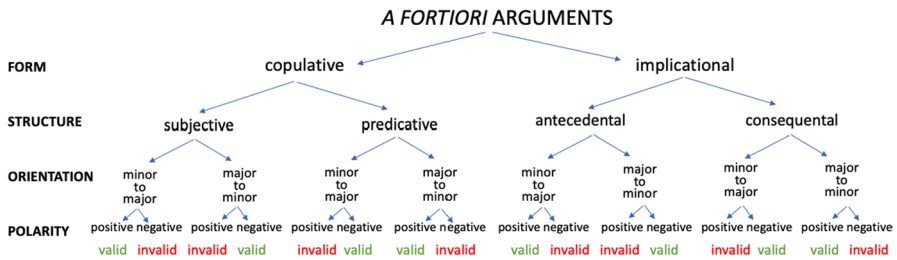 A FORTIORI ARGUMENTS
FORM copulative implicational
STRUCTURE subjective predicative antecedental consequental
ORIENTATION
minor to major
major to minor
minor to major
major to minor
minor to major
major to minor
minor to major
major to minor
POLARITY positive negative positive negative positive negative positive negative positive negative positive negative positive negative positive negative
valid invalid invalid valid invalid valid valid invalid valid invalid invalid valid invalid valid valid invalid